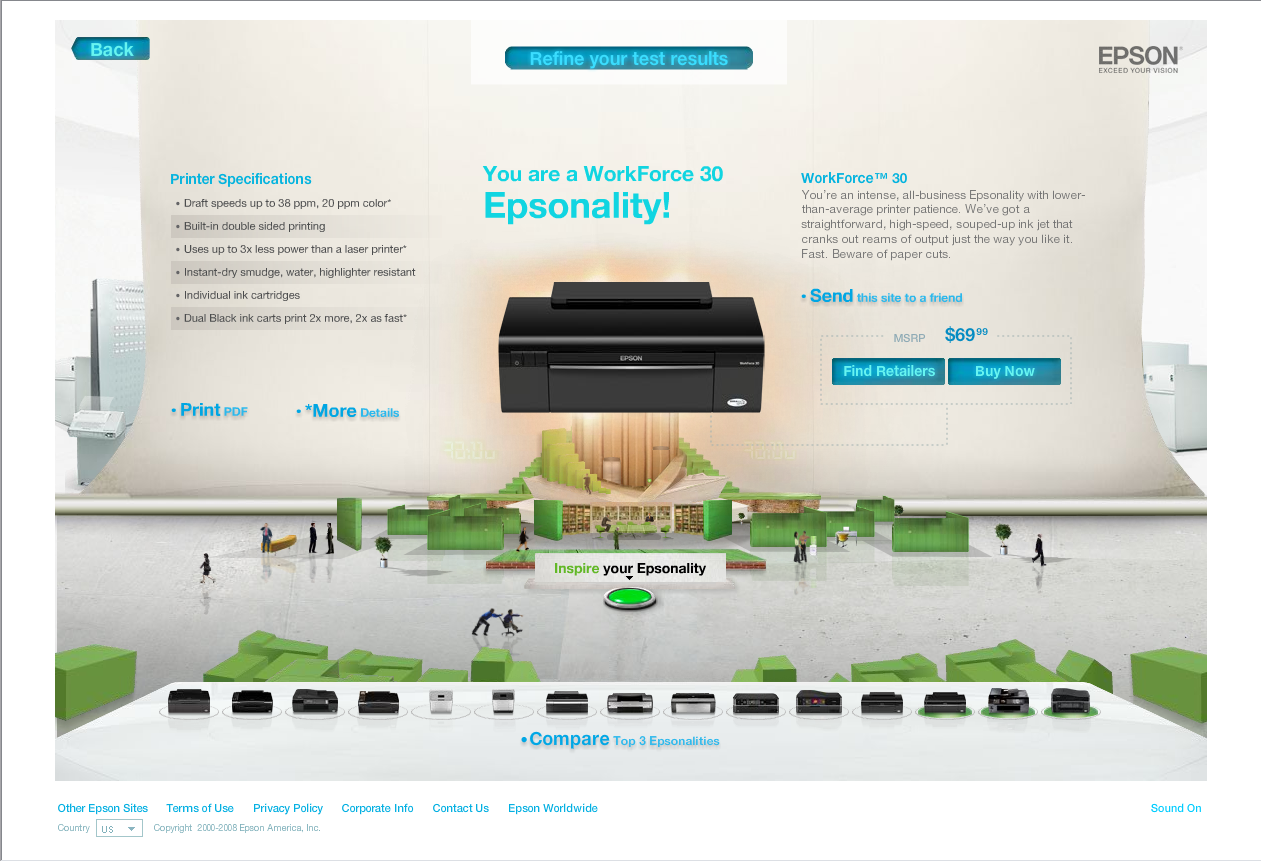 Back
Refine your test results
EPSON®
EXCEED YOUR VISION
Printer Specifications
• Draft speeds up to 38 ppm, 20 ppm color*
• Built-in double sided printing
• Uses up to 3x less power than a laser printer*
• Instant-dry smudge, water, highlighter resistant
• Individual ink cartridges
• Dual Black ink carts print 2x more, 2x as fast*
• Print PDF
• *More Details
You are a WorkForce 30
Epsonality!
EPSON
WorkForce 30
WorkForce™ 30
You're an intense, all-business Epsonality with lower-
than-average printer patience. We've got a
straightforward, high-speed, souped-up ink jet that
cranks out reams of output just the way you like it.
Fast. Beware of paper cuts.
• Send this site to a friend
MSRP $69.99
Find Retailers
Buy Now
Inspire your Epsonality
• Compare Top 3 Epsonalities
Other Epson Sites
Terms of Use
Privacy Policy
Corporate Info
Contact Us
Epson Worldwide
Sound On
Country US
Copyright 2000-2008 Epson America, Inc.